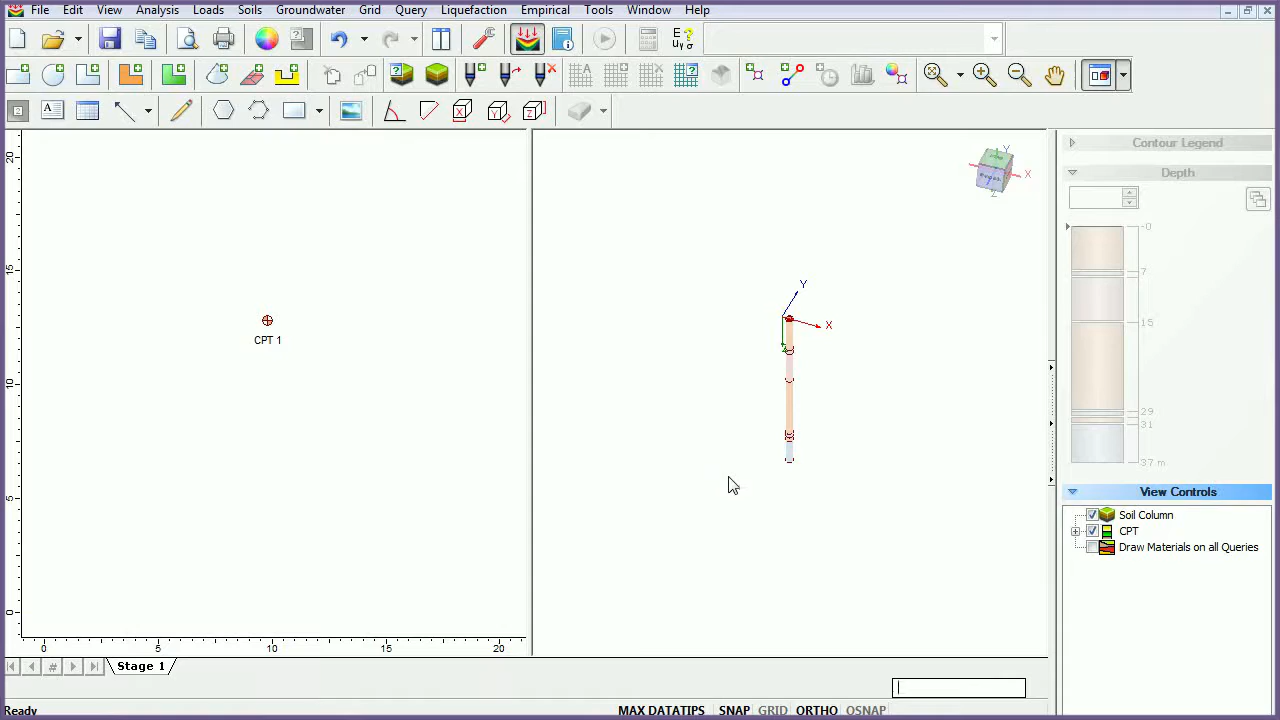 File Edit View Analysis Loads Soils Groundwater Grid Query Liquefaction Empirical Tools Window Help
Contour Legend
Depth
20
15
10
5
0
0 5 10 15 20
CPT 1
Y
X
Y
X
Z
-0
7
15
29
31
37 m
View Controls
Soil Column
CPT
Draw Materials on all Queries
Stage 1
Ready
MAX DATATIPS SNAP GRID ORTHO OSNAP